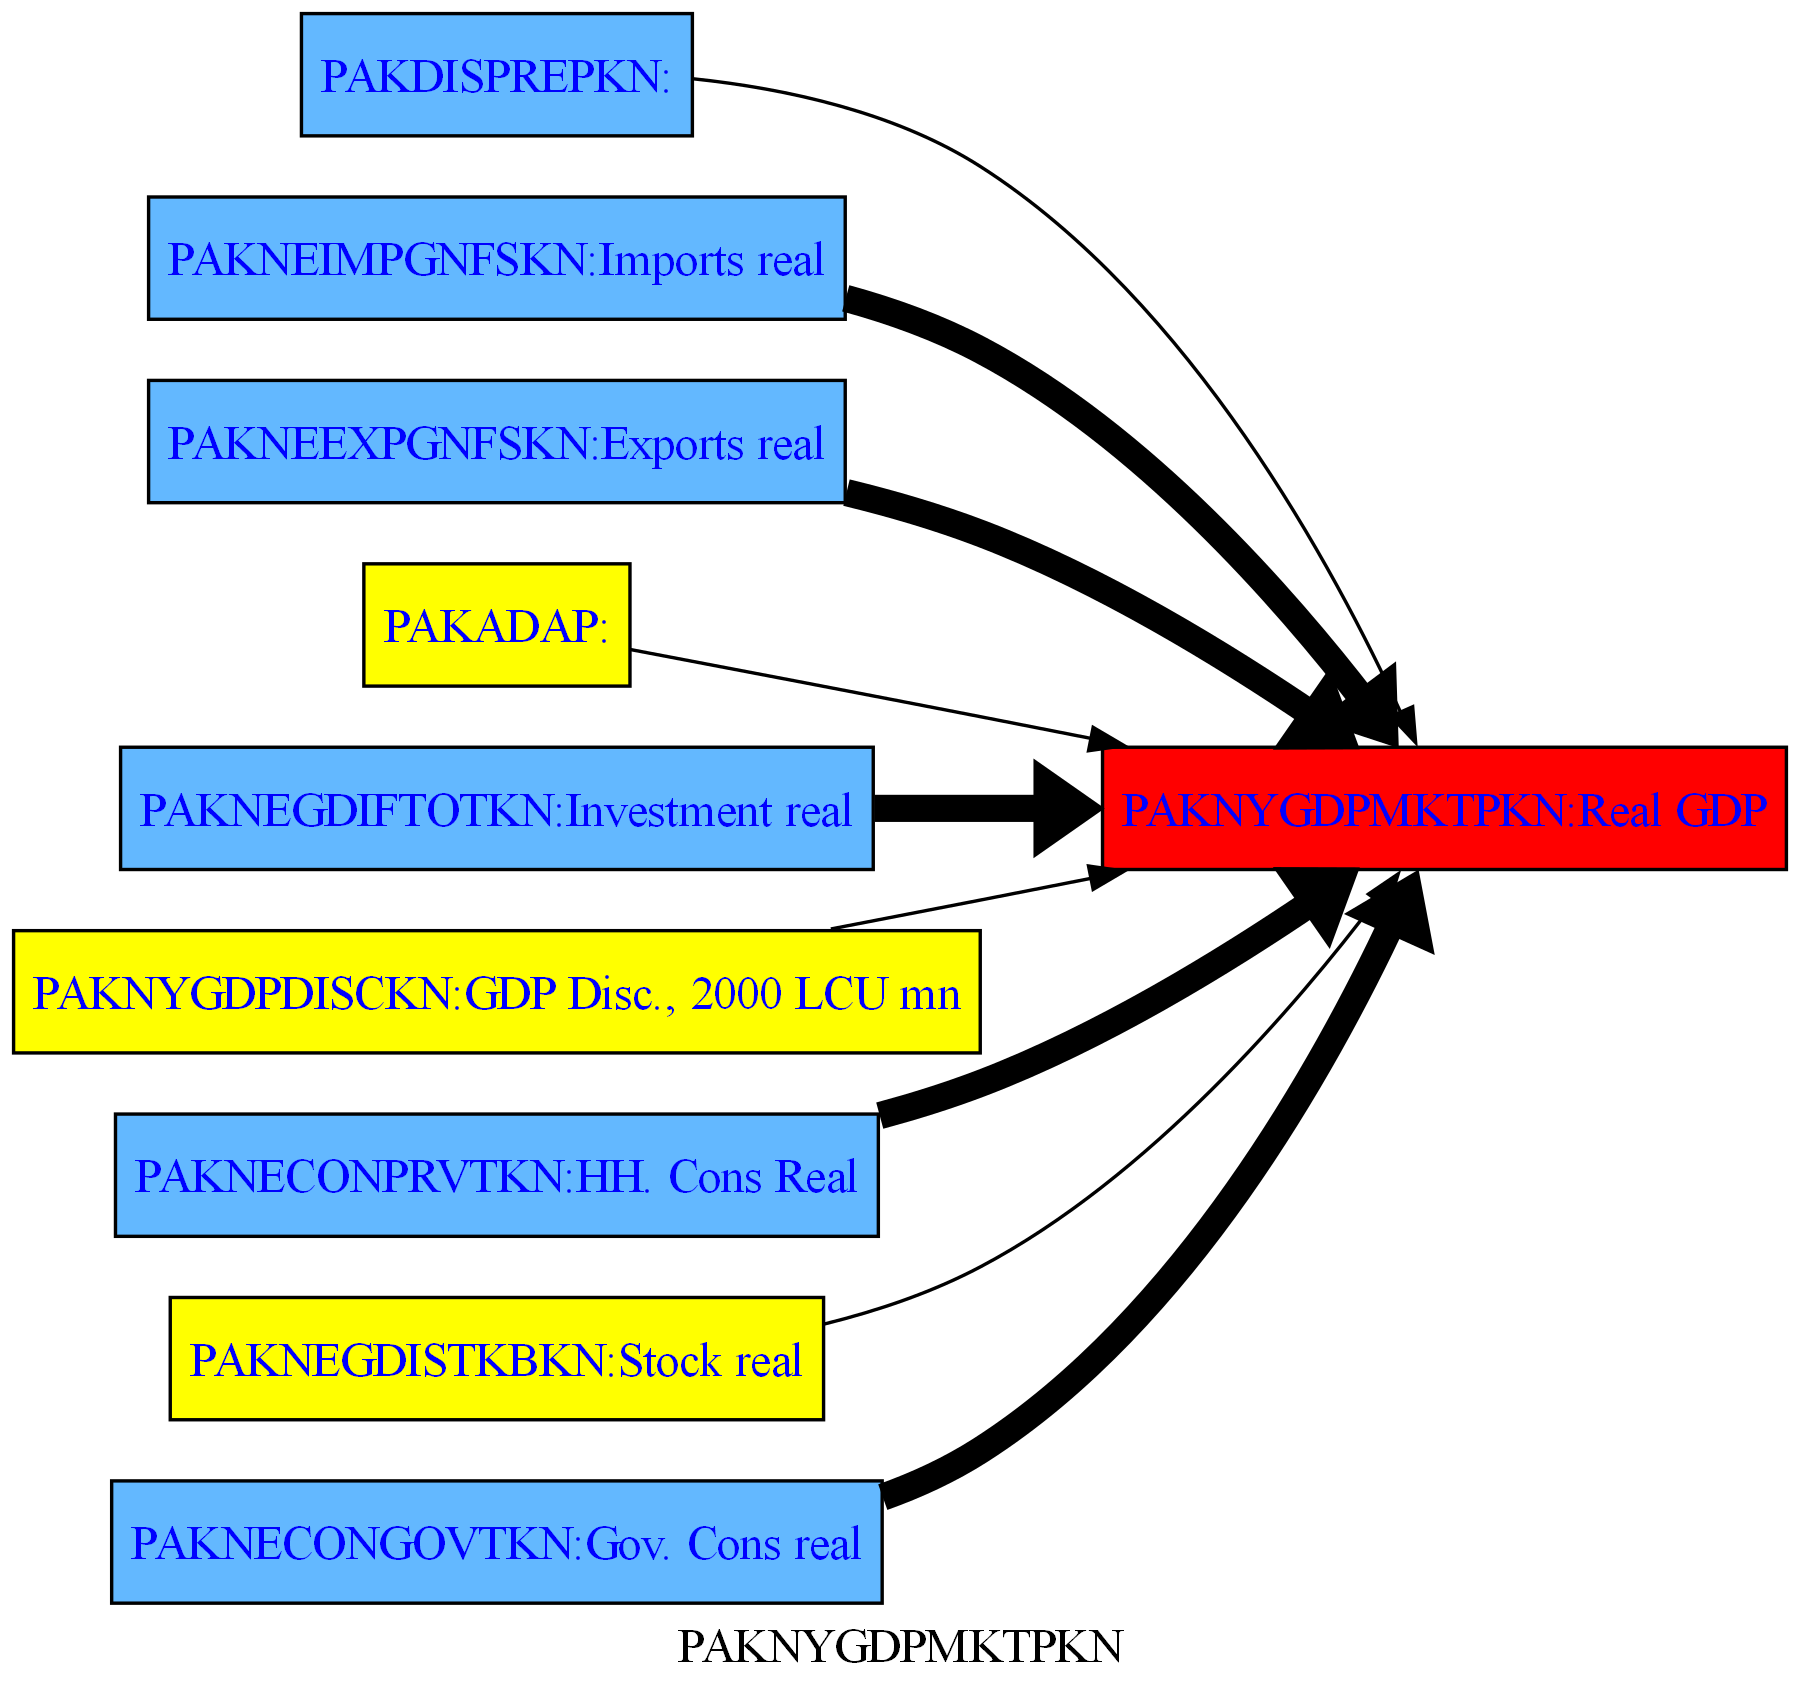 PAKDISPREPKN:
PAKNEIMPGNFSKN:Imports real
PAKNEEXPGNFSKN:Exports real
PAKADAP:
PAKNEGDIFTOTKN:Investment real
PAKNYGDPMKTPKN:Real GDP
PAKNYGDPDISCKN:GDP Disc., 2000 LCU mn
PAKNECONPRVTKN:HH. Cons Real
PAKNEGDISTKBKN:Stock real
PAKNECONGOVTKN:Gov. Cons real
PAKNYGDPMKTPKN